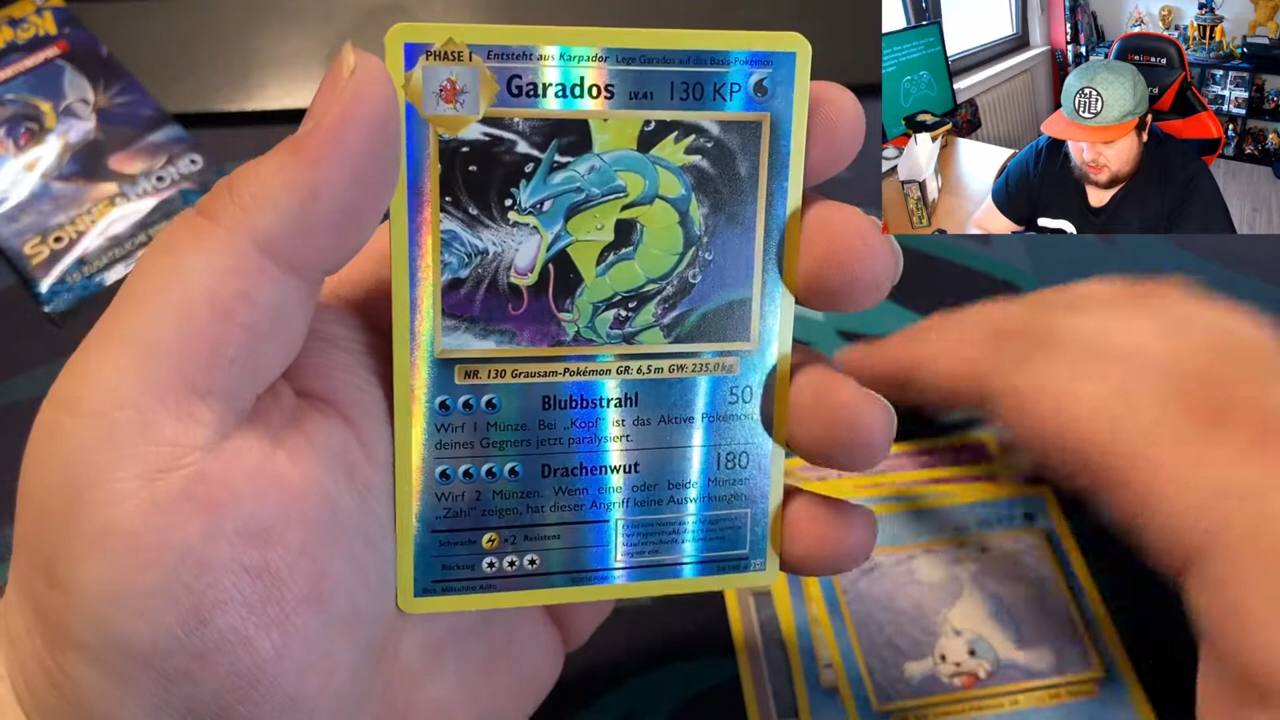 PHASE 1 Entsteht aus Karpador Lege Garados auf das Basis-Pokémon
Garados LV.41 130 KP
NR. 130 Grausam-Pokémon GR: 6,5 m GW: 235,0 kg
Blubbstrahl 50
Wirf 1 Münze. Bei „Kopf“ ist das Aktive Pokémon
deines Gegners jetzt paralysiert.
Drachenwut 180
Wirf 2 Münzen. Wenn eine oder beide Münzen
„Zahl“ zeigen, hat dieser Angriff keine Auswirkungen.
Schwäche ×2 Resistenz
Rückzug
Illus. Mitsuhiro Arita
SONNE & MOND
HeiPard
龍